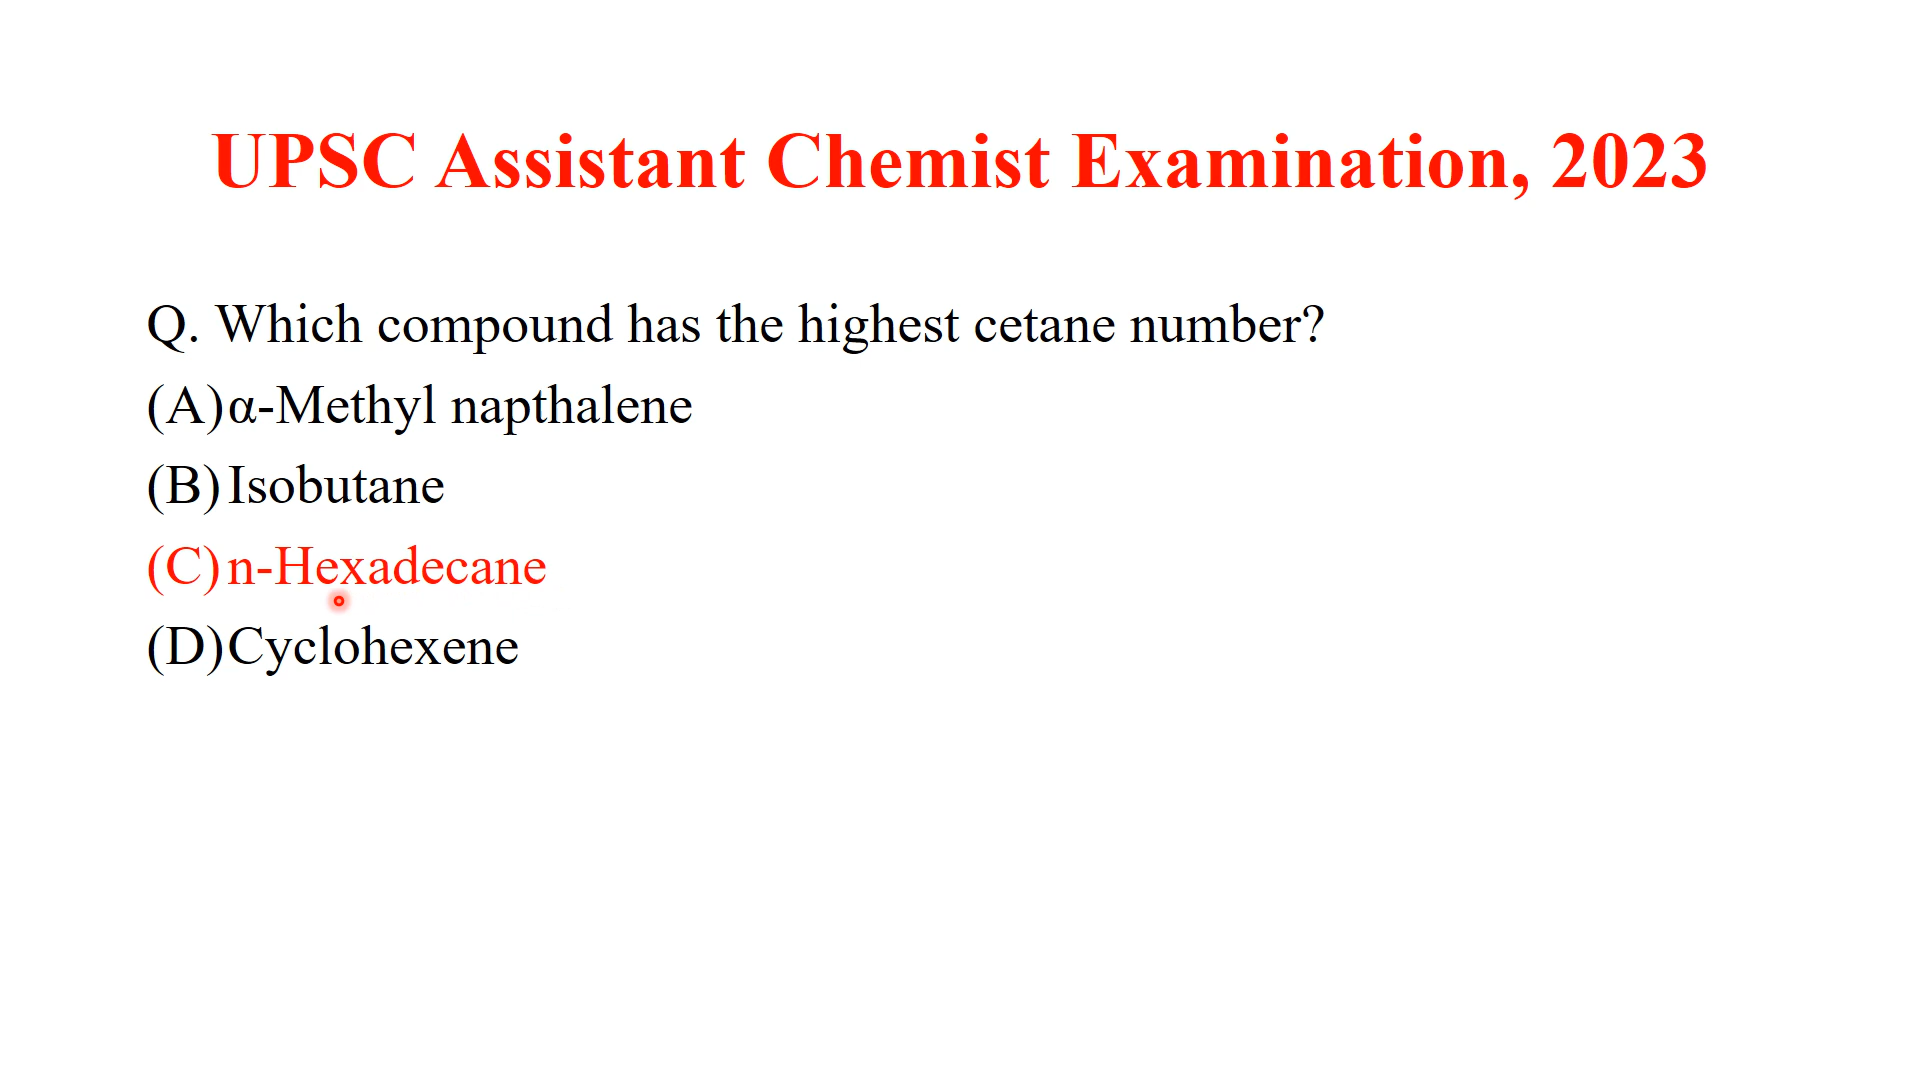 UPSC Assistant Chemist Examination, 2023
Q. Which compound has the highest cetane number?
(A) α-Methyl napthalene
(B) Isobutane
(C) n-Hexadecane
(D) Cyclohexene